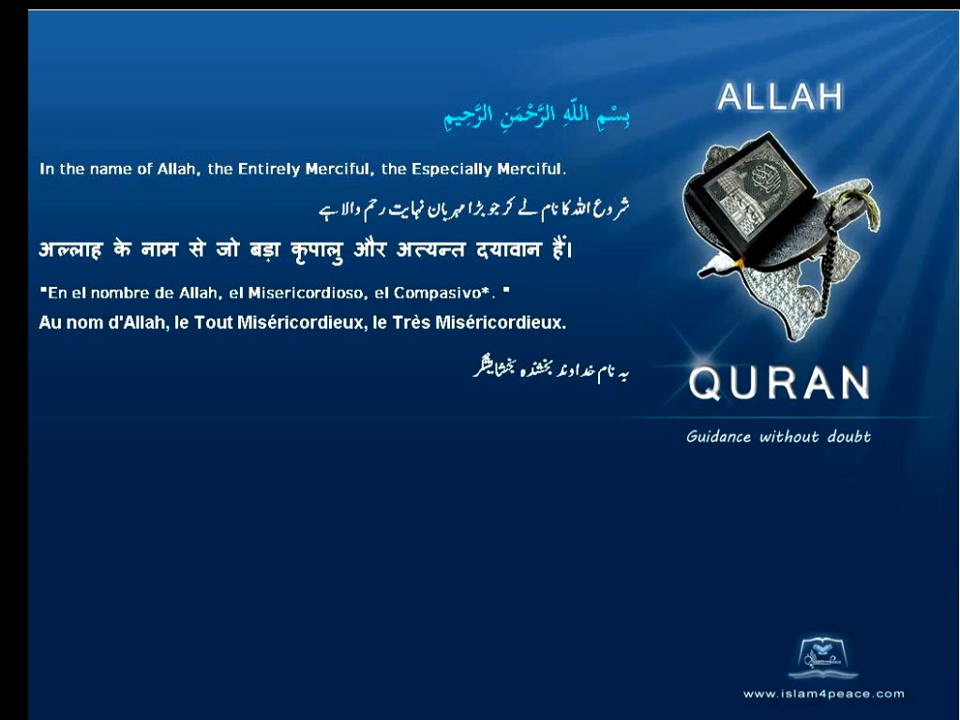 بِسْمِ اللّهِ الرَّحْمَنِ الرَّحِيمِ
In the name of Allah, the Entirely Merciful, the Especially Merciful.
شروع الله کا نام لے کر جو بڑا مہربان نہایت رحم والا ہے
अल्लाह के नाम से जो बड़ा कृपालु और अत्यन्त दयावान हैं।
"En el nombre de Allah, el Misericordioso, el Compasivo*. "
Au nom d'Allah, le Tout Miséricordieux, le Très Miséricordieux.
به نام خداوند بخشنده بخشایشگر
ALLAH
QURAN
Guidance without doubt
www.islam4peace.com